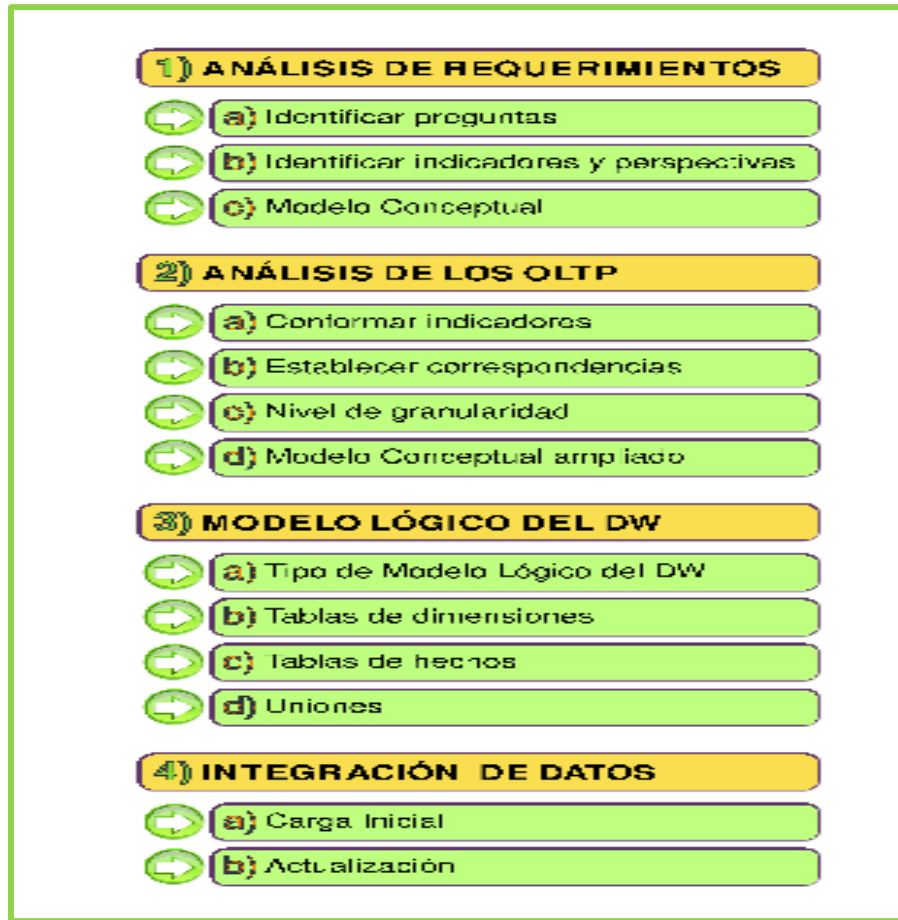 1) ANÁLISIS DE REQUERIMIENTOS
a) Identificar preguntas
b) Identificar indicadores y perspectivas
c) Modelo Conceptual
2) ANÁLISIS DE LOS OLTP
a) Conformar indicadores
b) Establecer correspondencias
c) Nivel de granularidad
d) Modelo Conceptual ampliado
3) MODELO LÓGICO DEL DW
a) Tipo de Modelo Lógico del DW
b) Tablas de dimensiones
c) Tablas de hechos
d) Uniones
4) INTEGRACIÓN DE DATOS
a) Carga Inicial
b) Actualización